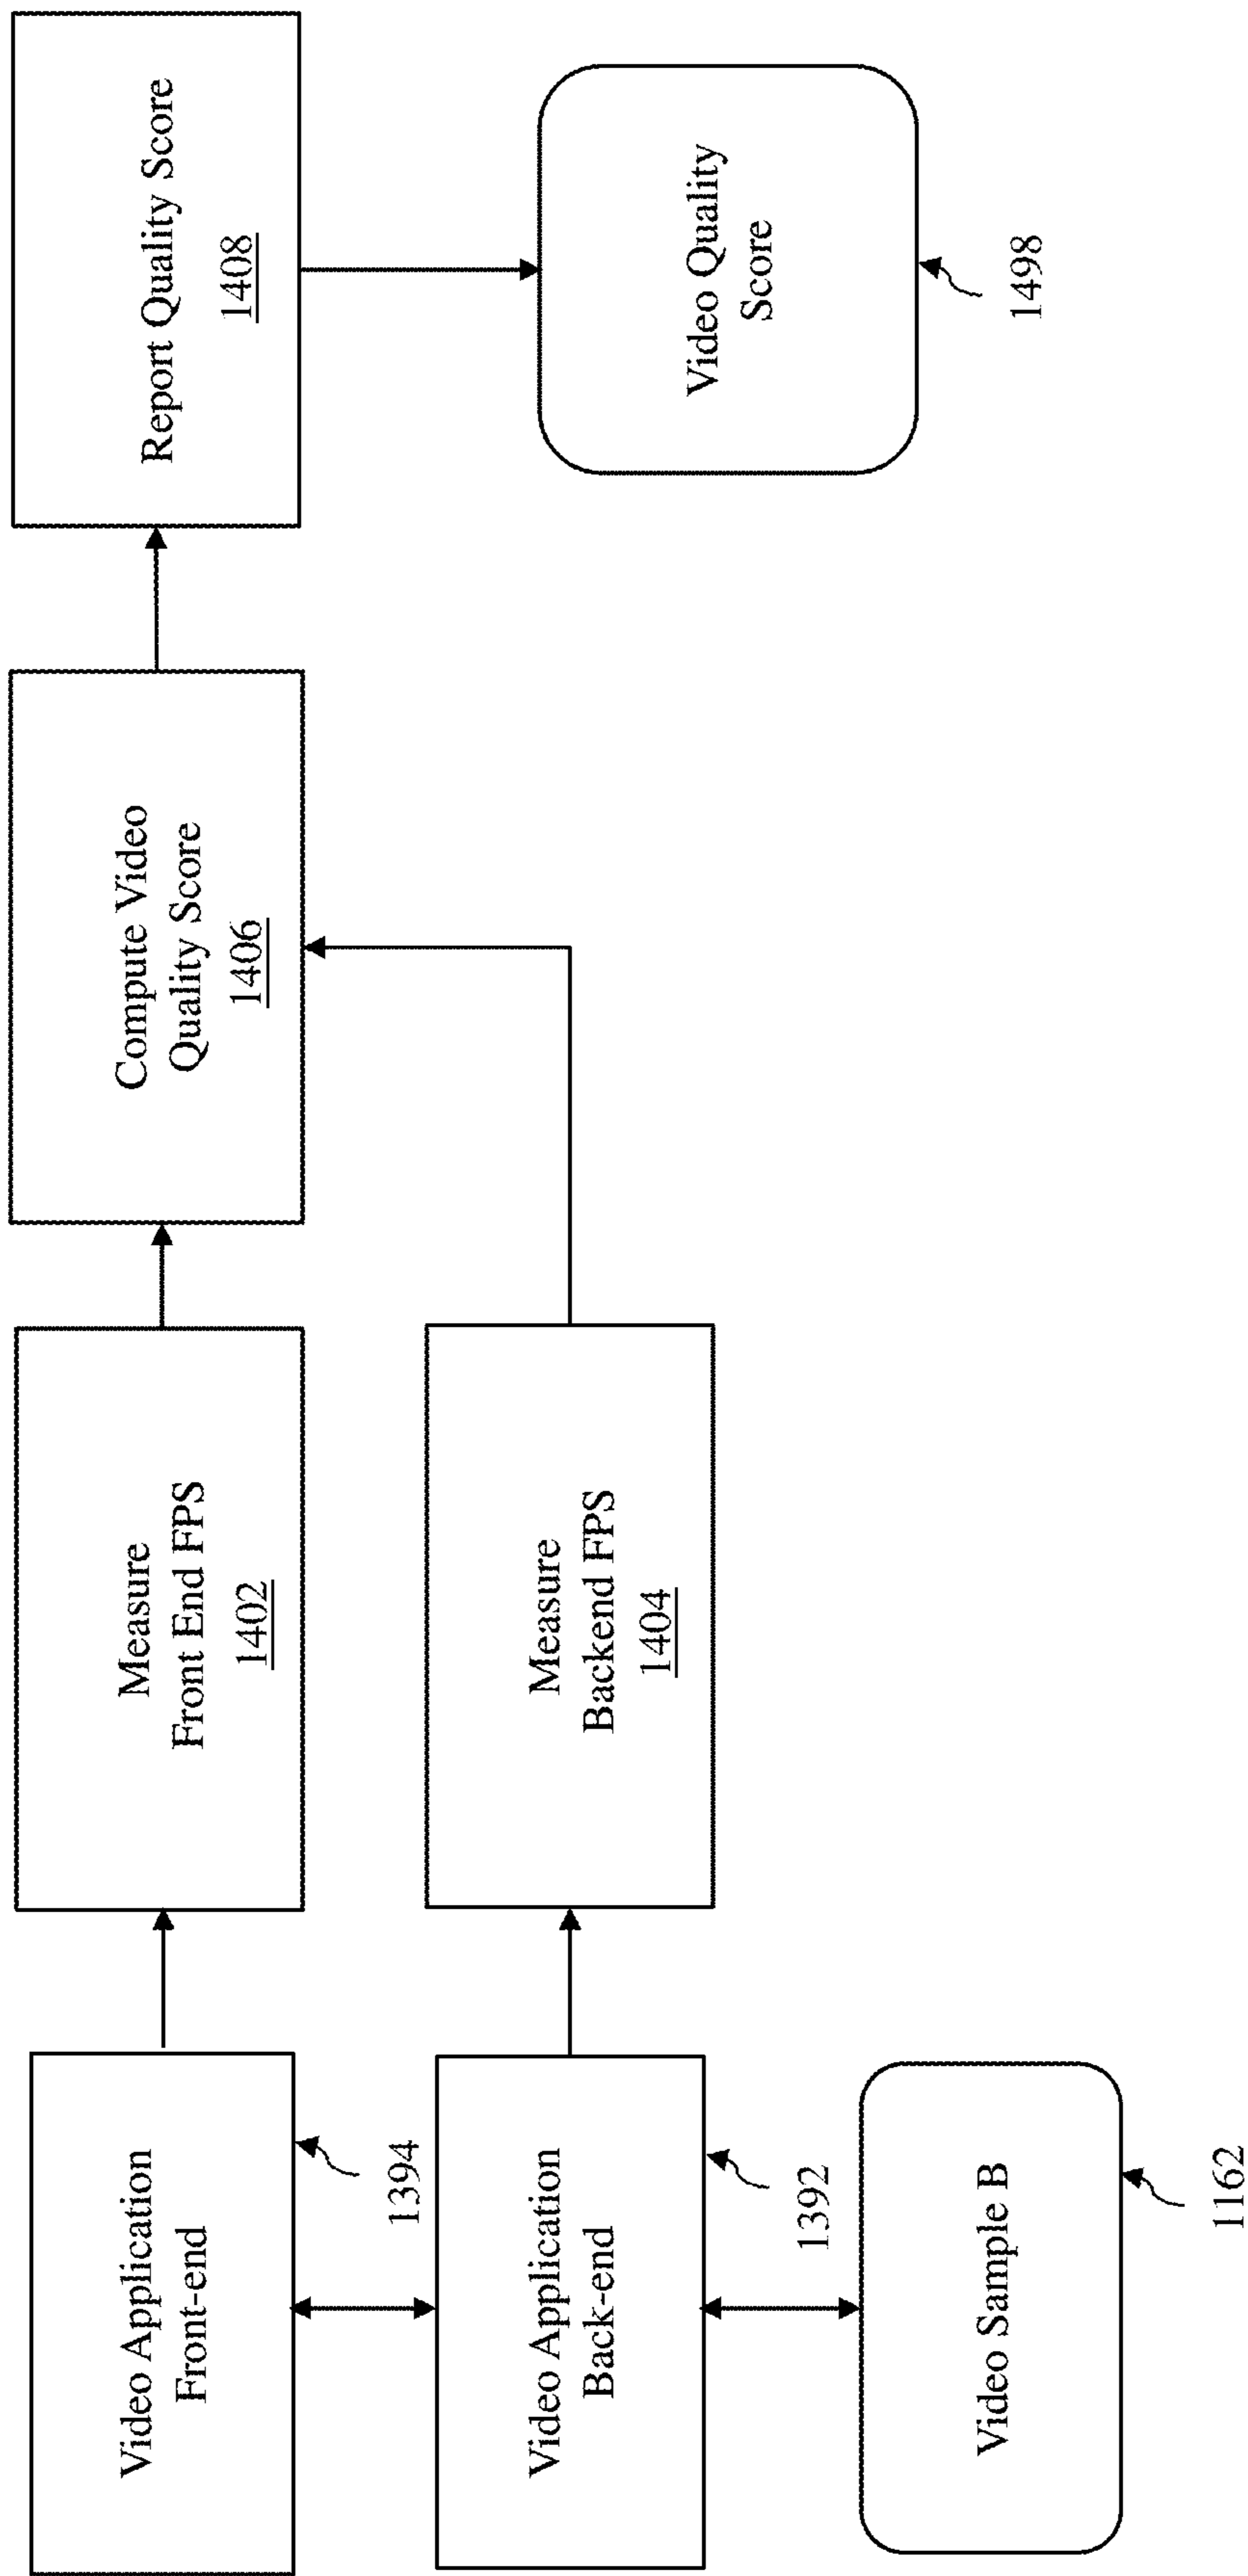 Video Application
Front-end
1394
Measure
Front End FPS
1402
Compute Video
Quality Score
1406
Report Quality Score
1408
Video Application
Back-end
1392
Measure
Backend FPS
1404
Video Quality
Score
1498
Video Sample B
1162